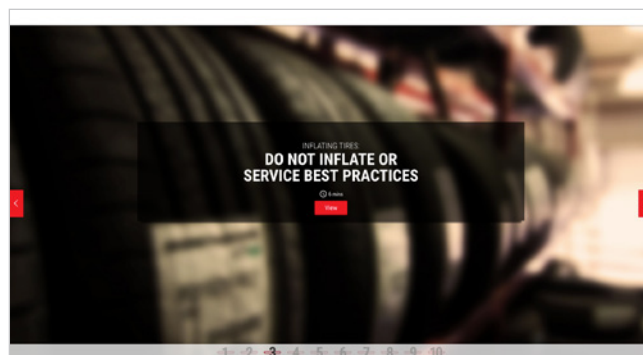 INFLATING TIRES:
DO NOT INFLATE OR
SERVICE BEST PRACTICES
6 mins
View
1 2 3 4 5 6 7 8 9 10